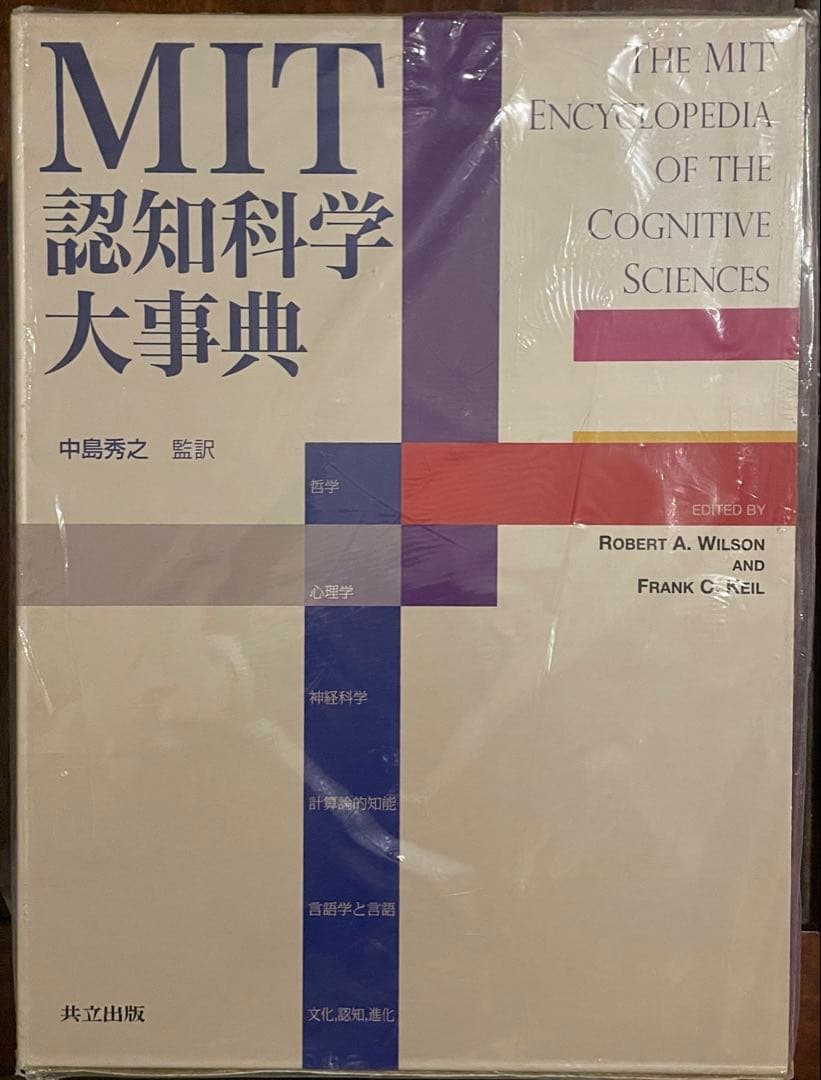 MIT
認知科学
大事典
中島秀之 監訳
THE MIT
ENCYCLOPEDIA
OF THE
COGNITIVE
SCIENCES
EDITED BY
ROBERT A. WILSON
AND
FRANK C. KEIL
哲学
心理学
神経科学
計算論的知能
言語学と言語
文化,認知,進化
共立出版